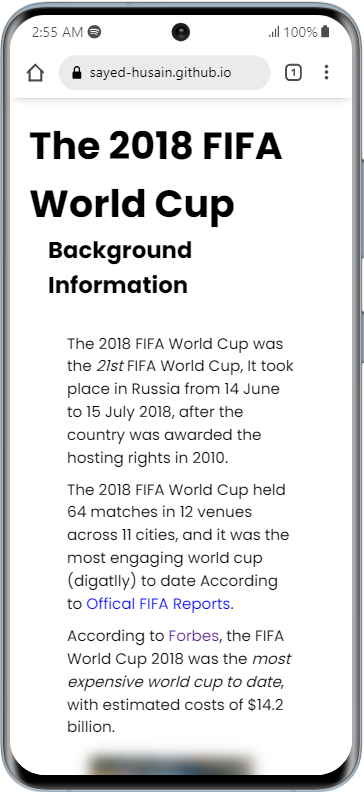 2:55 AM 100%
sayed-husain.github.io 1
The 2018 FIFA
World Cup
Background
Information
The 2018 FIFA World Cup was
the 21st FIFA World Cup, It took
place in Russia from 14 June
to 15 July 2018, after the
country was awarded the
hosting rights in 2010.
The 2018 FIFA World Cup held
64 matches in 12 venues
across 11 cities, and it was the
most engaging world cup
(digatlly) to date According
to Offical FIFA Reports.
According to Forbes, the FIFA
World Cup 2018 was the most
expensive world cup to date,
with estimated costs of $14.2
billion.